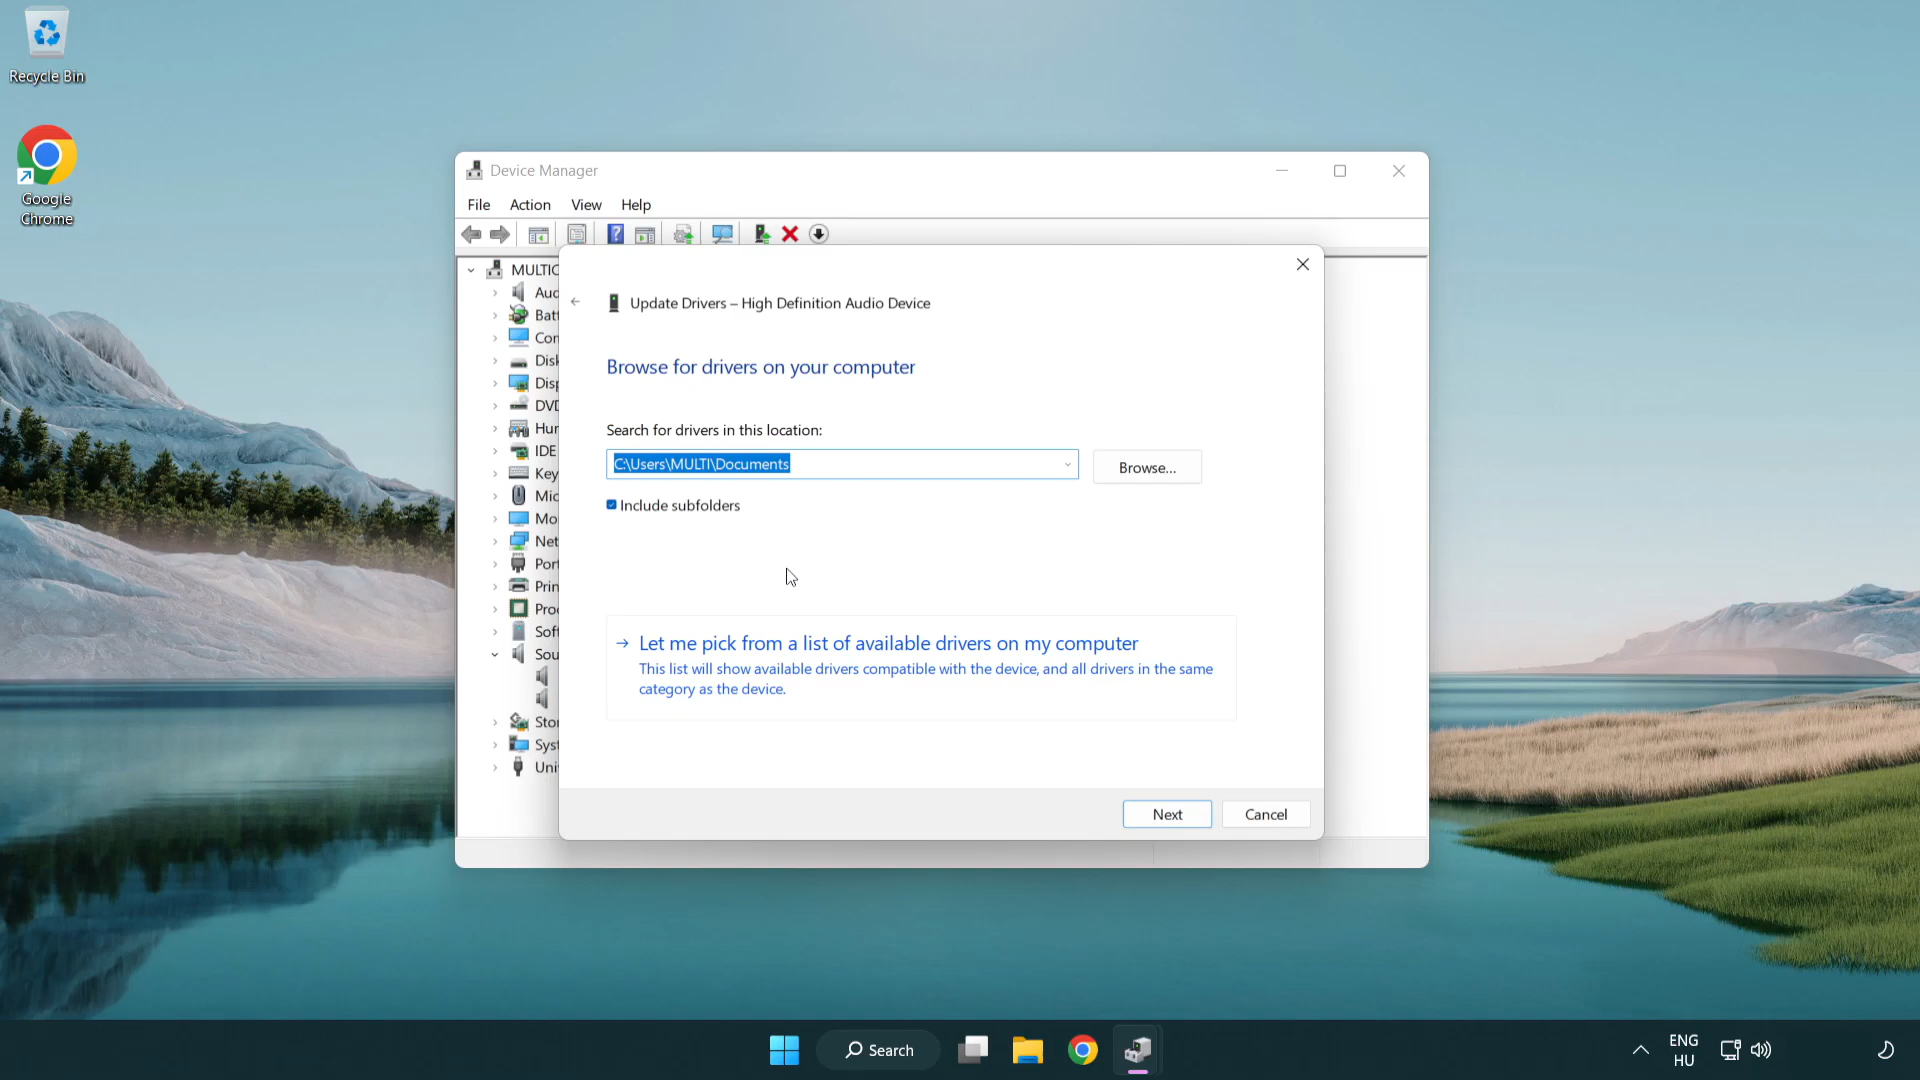 Recycle Bin
Google
Chrome
Device Manager
File Action View Help
MULTIC
Aud
Batt
Com
Disk
Disp
DVD
Hum
IDE
Key
Mic
Mo
Net
Port
Prin
Proc
Soft
Sou
Stor
Syst
Uni
Update Drivers – High Definition Audio Device
Browse for drivers on your computer
Search for drivers in this location:
C:\Users\MULTI\Documents
Browse...
Include subfolders
Let me pick from a list of available drivers on my computer
This list will show available drivers compatible with the device, and all drivers in the same
category as the device.
Next Cancel
Search
ENG
HU